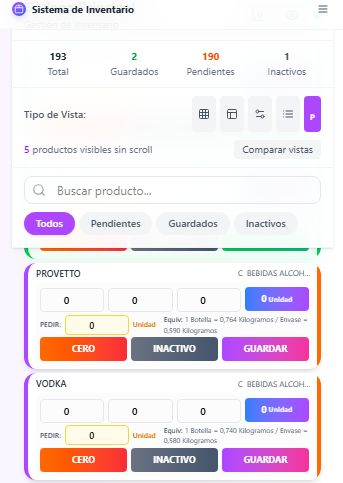 Sistema de Inventario
193
2
190
1
Total
Guardados
Pendientes
Inactivos
Tipo de Vista:
P
5 productos visibles sin scroll
Comparar vistas
Buscar producto...
Todos
Pendientes
Guardados
Inactivos
PROVETTO
C BEBIDAS ALCOH...
0
0
0
0 Unidad
PEDIR:
0
Unidad
Equiv: 1 Botella = 0,764 Kilogramos / Envase =
0,590 Kilogramos
CERO
INACTIVO
GUARDAR
VODKA
C BEBIDAS ALCOH...
0
0
0
0 Unidad
PEDIR:
0
Unidad
Equiv: 1 Botella = 0,740 Kilogramos / Envase =
0,580 Kilogramos
CERO
INACTIVO
GUARDAR